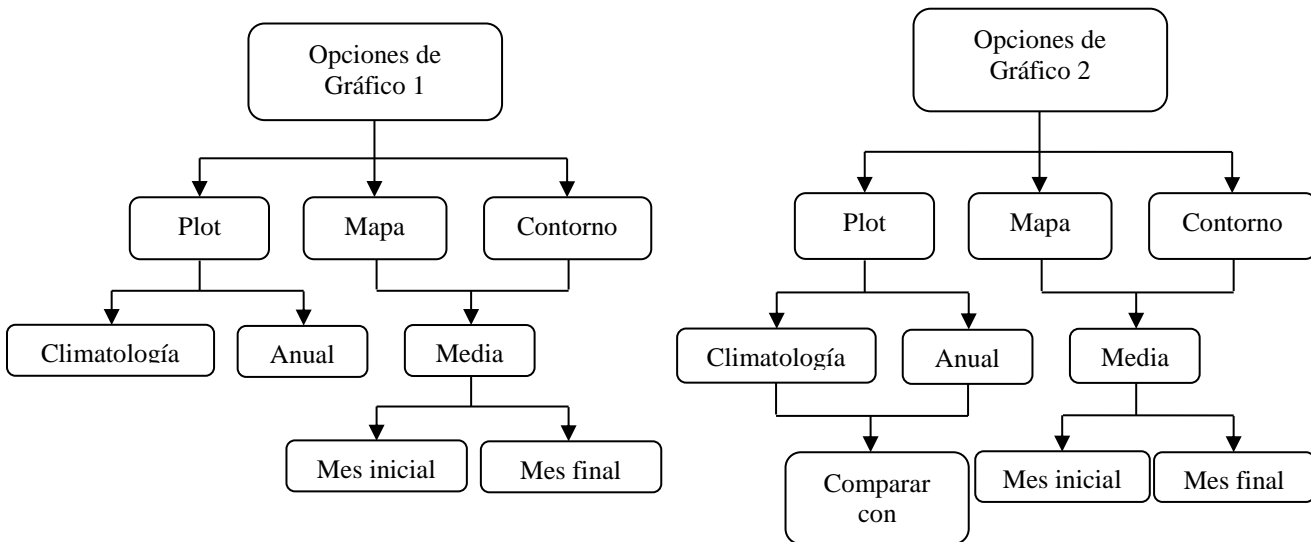 Opciones de
Gráfico 1
Plot
Mapa
Contorno
Climatología
Anual
Media
Mes inicial
Mes final
Opciones de
Gráfico 2
Plot
Mapa
Contorno
Climatología
Anual
Media
Comparar
con
Mes inicial
Mes final